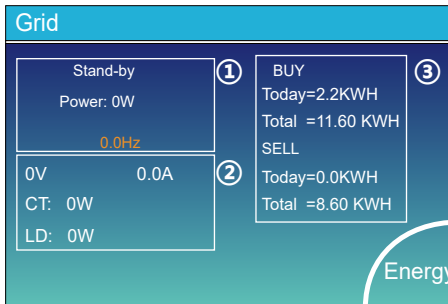 Grid
Stand-by
Power: 0W
0.0Hz
①
0V 0.0A
CT: 0W
LD: 0W
②
BUY
Today=2.2KWH
Total =11.60 KWH
SELL
Today=0.0KWH
Total =8.60 KWH
③
Energy